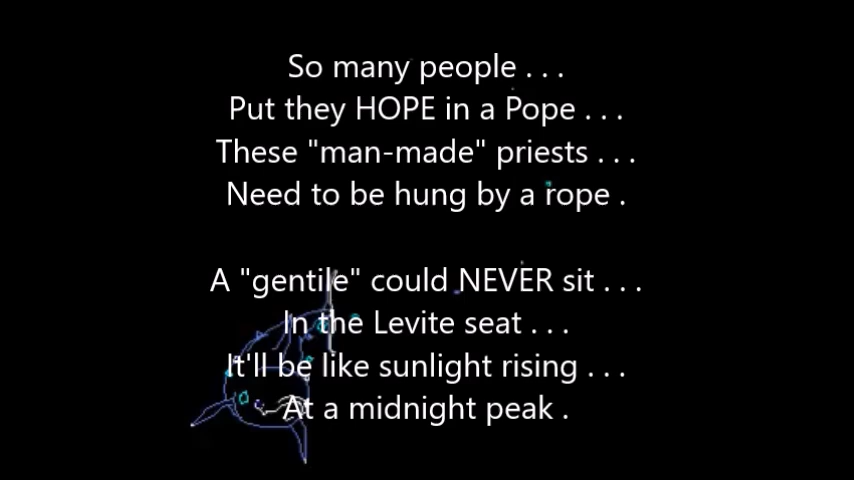 So many people . . .
Put they HOPE in a Pope . . .
These "man-made" priests . . .
Need to be hung by a rope .
A "gentile" could NEVER sit . . .
In the Levite seat . . .
It'll be like sunlight rising . . .
At a midnight peak .